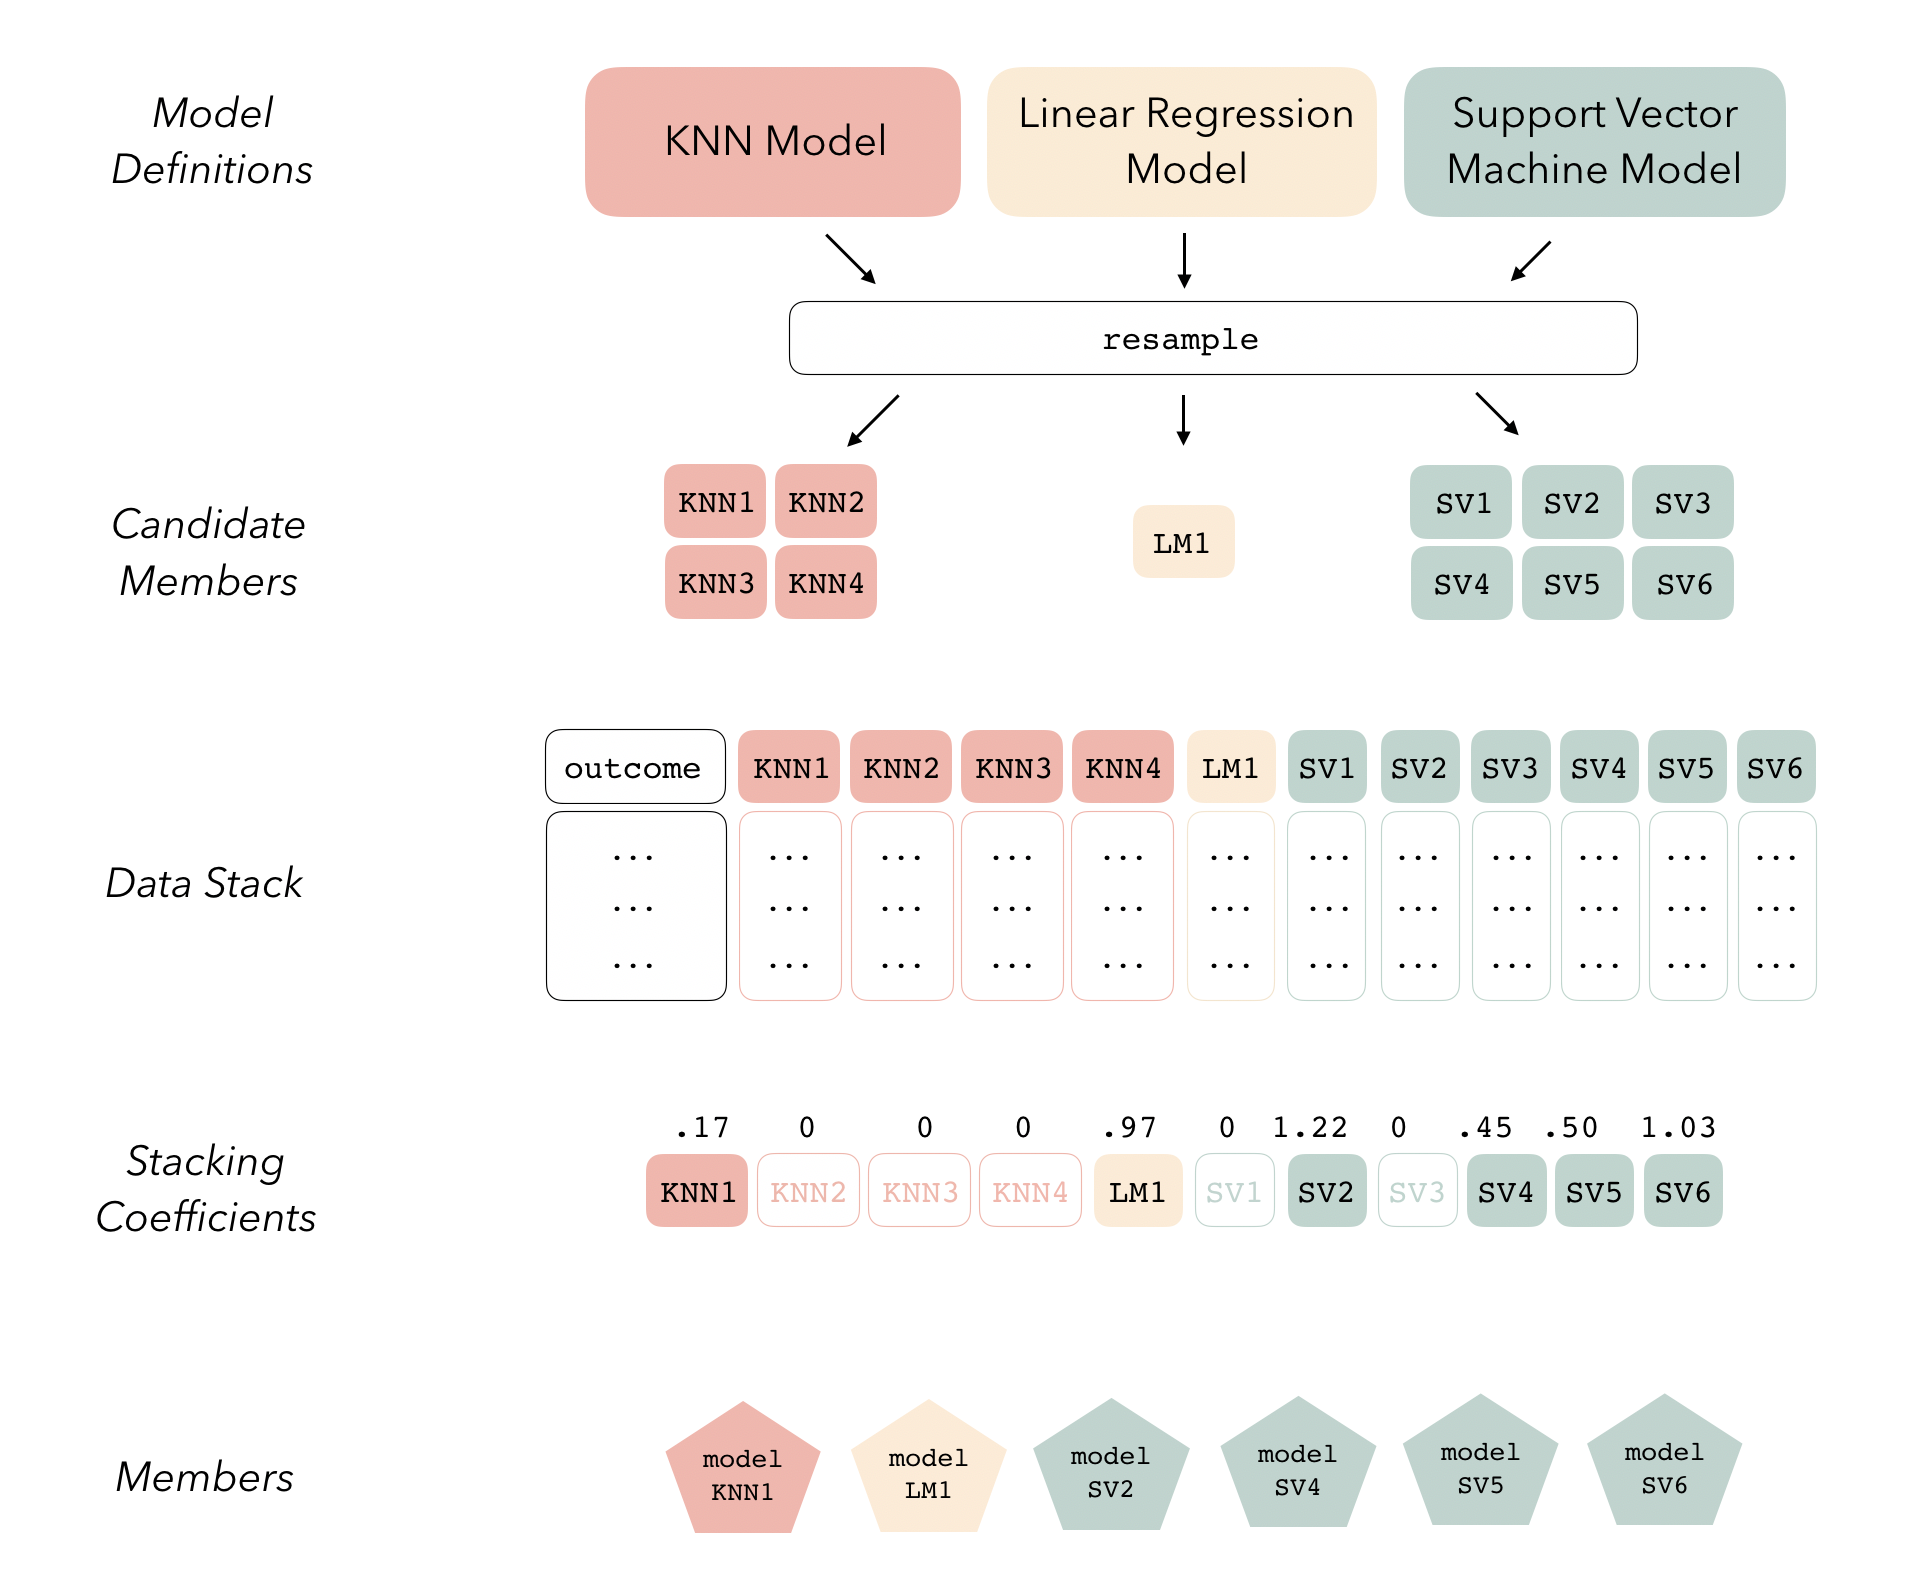 Model
Definitions
KNN Model
Linear Regression
Model
Support Vector
Machine Model
resample
Candidate
Members
KNN1 KNN2
KNN3 KNN4
LM1
SV1 SV2 SV3
SV4 SV5 SV6
Data Stack
outcome KNN1 KNN2 KNN3 KNN4 LM1 SV1 SV2 SV3 SV4 SV5 SV6
... ... ... ... ... ... ... ... ... ... ... ...
... ... ... ... ... ... ... ... ... ... ... ...
... ... ... ... ... ... ... ... ... ... ... ...
Stacking
Coefficients
.17 0 0 0 .97 0 1.22 0 .45 .50 1.03
KNN1 KNN2 KNN3 KNN4 LM1 SV1 SV2 SV3 SV4 SV5 SV6
Members
model
KNN1
model
LM1
model
SV2
model
SV4
model
SV5
model
SV6